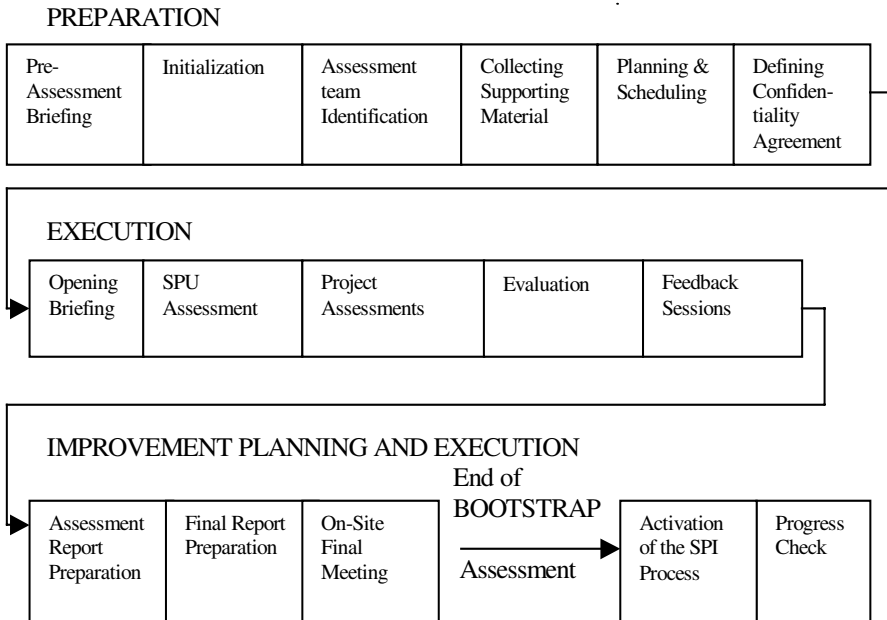 PREPARATION
Pre-
Assessment
Briefing
Initialization
Assessment
team
Identification
Collecting
Supporting
Material
Planning &
Scheduling
Defining
Confiden-
tiality
Agreement
EXECUTION
Opening
Briefing
SPU
Assessment
Project
Assessments
Evaluation
Feedback
Sessions
IMPROVEMENT PLANNING AND EXECUTION
Assessment
Report
Preparation
Final Report
Preparation
On-Site
Final
Meeting
End of
BOOTSTRAP
Assessment
Activation
of the SPI
Process
Progress
Check